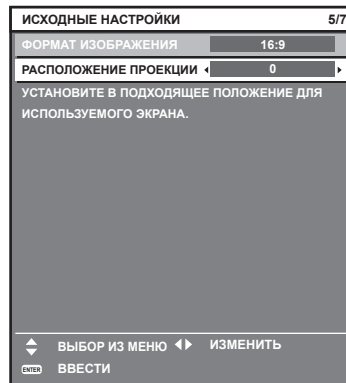 ИСХОДНЫЕ НАСТРОЙКИ 5/7
ФОРМАТ ИЗОБРАЖЕНИЯ 16:9
РАСПОЛОЖЕНИЕ ПРОЕКЦИИ 0
УСТАНОВИТЕ В ПОДХОДЯЩЕЕ ПОЛОЖЕНИЕ ДЛЯ
ИСПОЛЬЗУЕМОГО ЭКРАНА.
ВЫБОР ИЗ МЕНЮ ИЗМЕНИТЬ
ENTER ВВЕСТИ